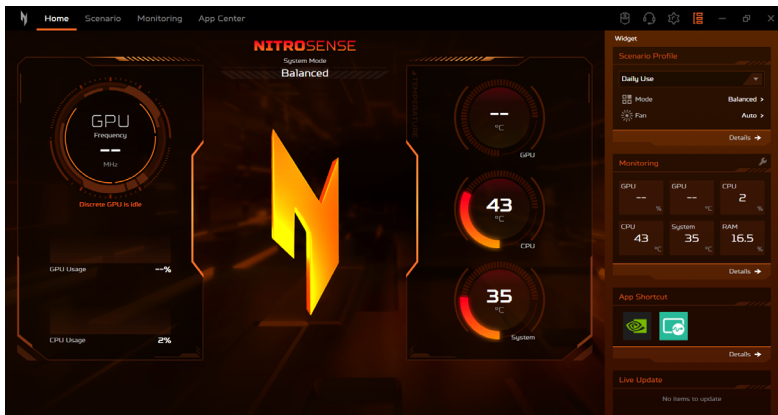 Home Scenario Monitoring App Center
NITROSENSE
System Mode
Balanced
GPU
Frequency
--
MHz
Discrete GPU is idle
GPU Usage --%
CPU Usage 2%
TEMPERATURE
--
°C
GPU
43
°C
CPU
35
°C
System
Widget
Scenario Profile
Daily Use
Mode Balanced >
Fan Auto >
Details →
Monitoring
GPU GPU CPU
-- -- 2
% °C %
CPU System RAM
43 35 16.5
°C °C %
Details →
App Shortcut
Details →
Live Update
No items to update